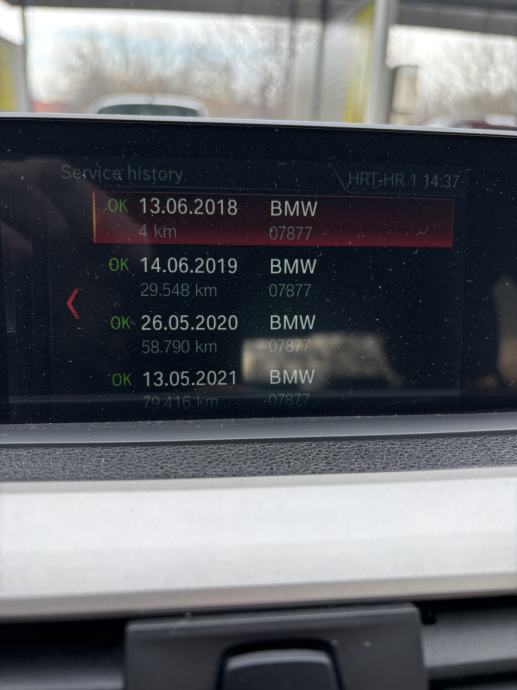 Service history HRT-HR 1 14:37
OK 13.06.2018 BMW
4 km 07877
OK 14.06.2019 BMW
29.548 km 07877
OK 26.05.2020 BMW
58.790 km 07877
OK 13.05.2021 BMW
79.416 km 07877